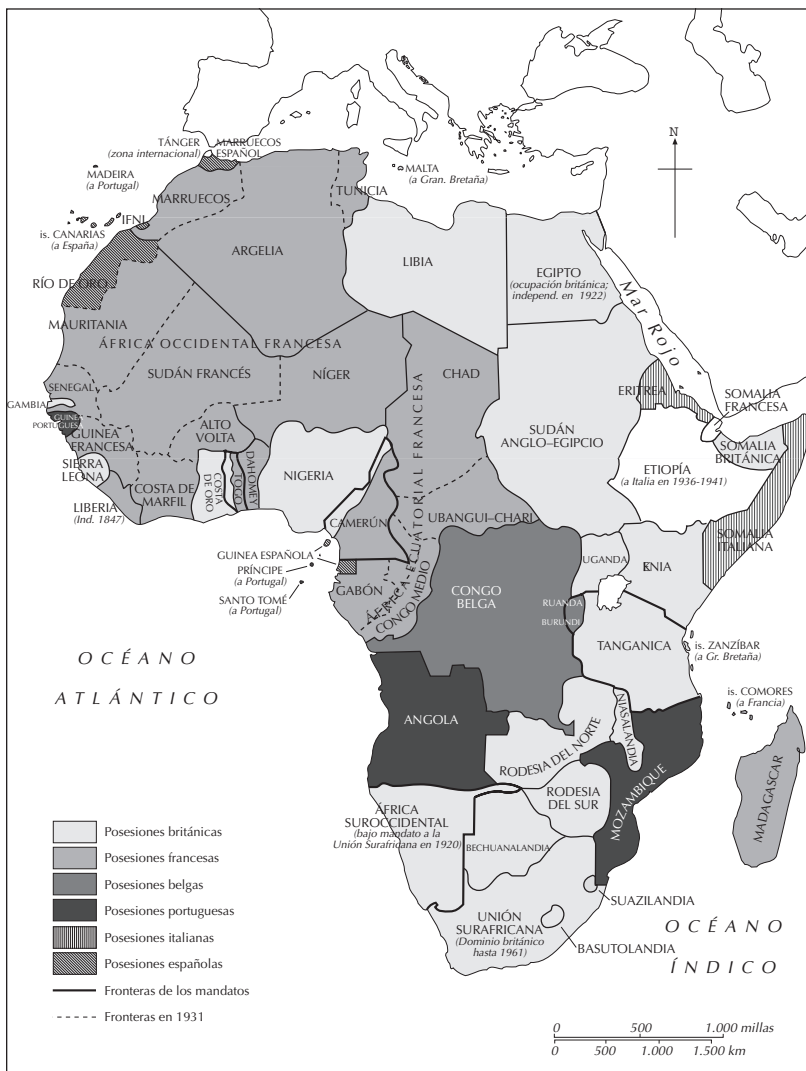 TÁNGER
(zona internacional)
MARRUECOS
ESPAÑOL
MADEIRA
(a Portugal)
MALTA
(a Gran. Bretaña)
N
MARRUECOS
TUNICIA
IFNI
is. CANARIAS
(a España)
ARGELIA
LIBIA
EGIPTO
(ocupación británica;
independ. en 1922)
Mar Rojo
RÍO DE ORO
MAURITANIA
ÁFRICA OCCIDENTAL FRANCESA
SUDÁN FRANCÉS
NÍGER
CHAD
SENEGAL
GAMBIA
GUINEA
PORTUGUESA
GUINEA
FRANCESA
ALTO
VOLTA
SIERRA
LEONA
LIBERIA
(Ind. 1847)
COSTA DE
MARFIL
COSTA
DE ORO
TOGO
DAHOMEY
NIGERIA
SUDÁN
ANGLO–EGIPCIO
ERITREA
SOMALIA
FRANCESA
SOMALIA
BRITÁNICA
ETIOPÍA
(a Italia en 1936-1941)
SOMALIA
ITALIANA
CAMERÚN
UBANGUI–CHARI
ÁFRICA ECUATORIAL FRANCESA
GUINEA ESPAÑOLA
PRÍNCIPE
(a Portugal)
SANTO TOMÉ
(a Portugal)
GABÓN
CONGO MEDIO
CONGO
BELGA
UGANDA
KENIA
RUANDA
BURUNDI
TANGANICA
is. ZANZÍBAR
(a Gr. Bretaña)
OCÉANO
ATLÁNTICO
is. COMORES
(a Francia)
ANGOLA
RODESIA DEL NORTE
NIASALANDIA
MOZAMBIQUE
MADAGASCAR
RODESIA
DEL SUR
ÁFRICA
SUROCCIDENTAL
(bajo mandato a la
Unión Surafricana en 1920)
BECHUANALANDIA
SUAZILANDIA
UNIÓN
SURAFRICANA
(Dominio británico
hasta 1961)
BASUTOLANDIA
OCÉANO
ÍNDICO
Posesiones británicas
Posesiones francesas
Posesiones belgas
Posesiones portuguesas
Posesiones italianas
Posesiones españolas
Fronteras de los mandatos
Fronteras en 1931
0 500 1.000 millas
0 500 1.000 1.500 km